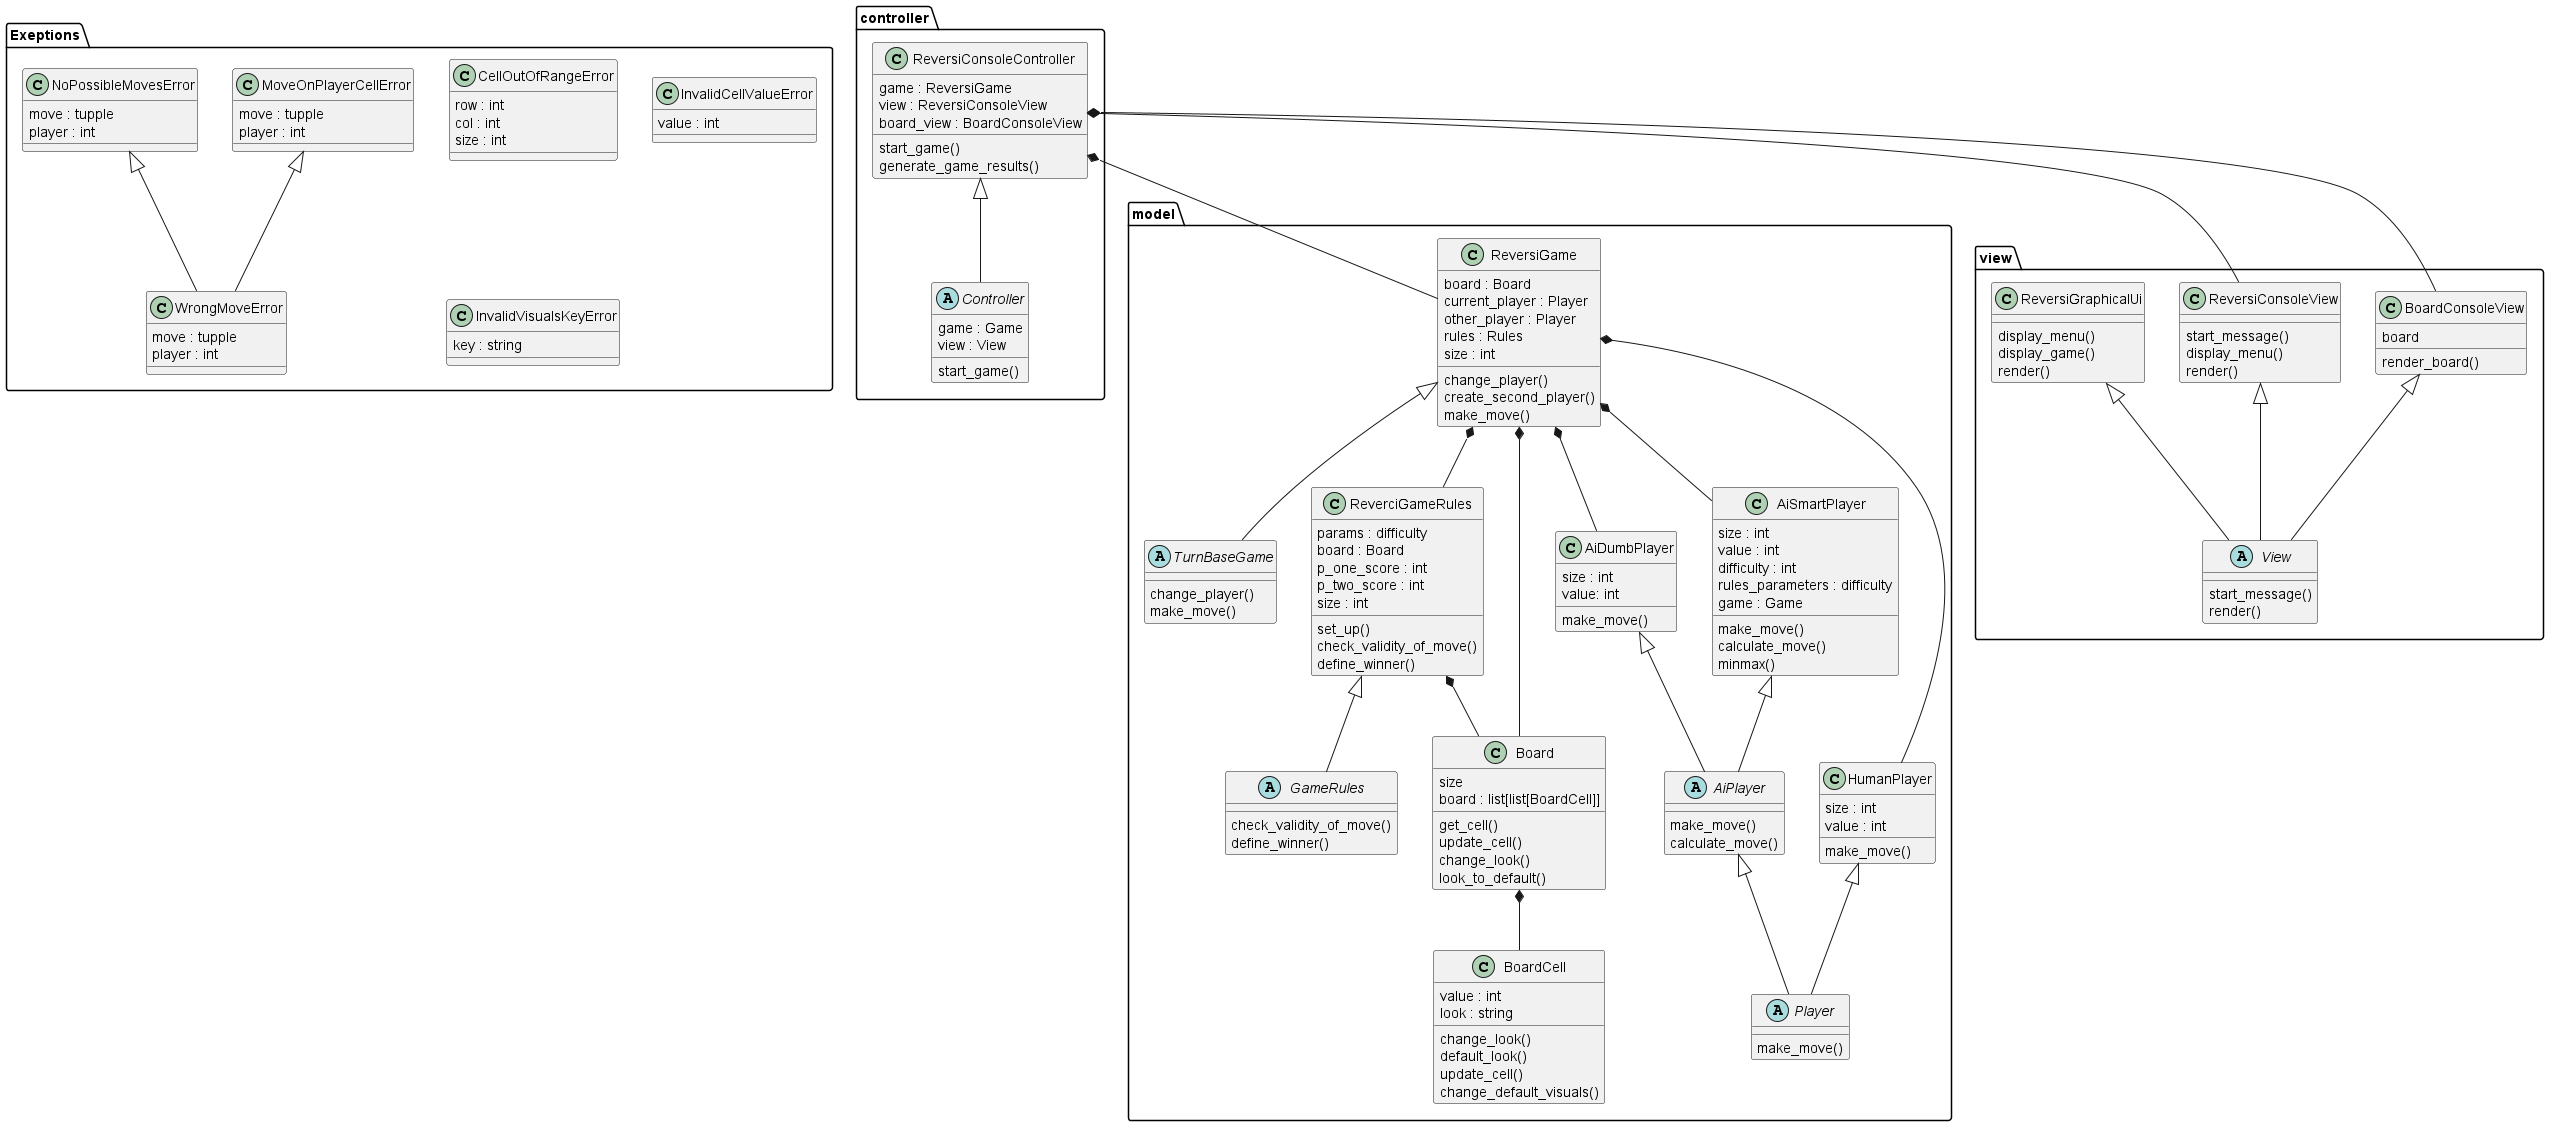 Exeptions
C NoPossibleMovesError
move : tupple
player : int
C MoveOnPlayerCellError
move : tupple
player : int
C CellOutOfRangeError
row : int
col : int
size : int
C InvalidCellValueError
value : int
C WrongMoveError
move : tupple
player : int
C InvalidVisualsKeyError
key : string
controller
C ReversiConsoleController
game : ReversiGame
view : ReversiConsoleView
board_view : BoardConsoleView
start_game()
generate_game_results()
A Controller
game : Game
view : View
start_game()
model
C ReversiGame
board : Board
current_player : Player
other_player : Player
rules : Rules
size : int
change_player()
create_second_player()
make_move()
A TurnBaseGame
change_player()
make_move()
C ReverciGameRules
params : difficulty
board : Board
p_one_score : int
p_two_score : int
size : int
set_up()
check_validity_of_move()
define_winner()
C AiDumbPlayer
size : int
value: int
make_move()
C AiSmartPlayer
size : int
value : int
difficulty : int
rules_parameters : difficulty
game : Game
make_move()
calculate_move()
minmax()
A GameRules
check_validity_of_move()
define_winner()
C Board
size
board : list[list[BoardCell]]
get_cell()
update_cell()
change_look()
look_to_default()
A AiPlayer
make_move()
calculate_move()
C HumanPlayer
size : int
value : int
make_move()
C BoardCell
value : int
look : string
change_look()
default_look()
update_cell()
change_default_visuals()
A Player
make_move()
view
C ReversiGraphicalUi
display_menu()
display_game()
render()
C ReversiConsoleView
start_message()
display_menu()
render()
C BoardConsoleView
board
render_board()
A View
start_message()
render()